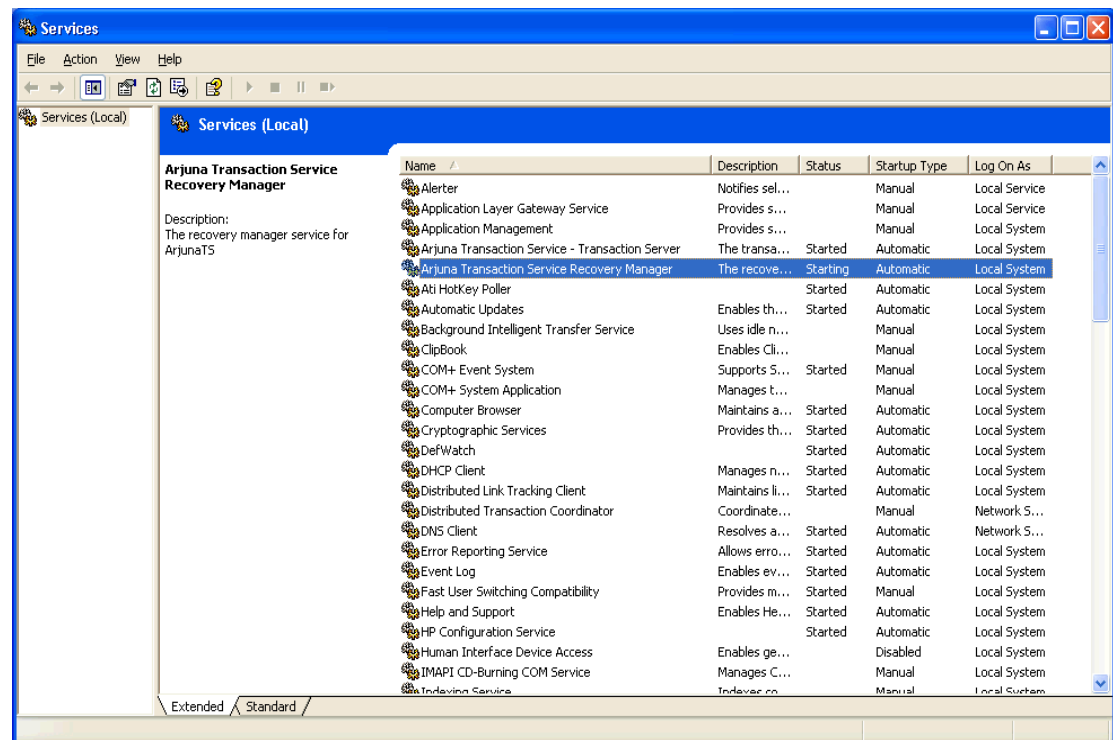 Services
File Action View Help
Services (Local)
Services (Local)
Arjuna Transaction Service
Recovery Manager
Description:
The recovery manager service for
ArjunaTS
Name Description Status Startup Type Log On As
Alerter Notifies sel... Manual Local Service
Application Layer Gateway Service Provides s... Manual Local Service
Application Management Provides s... Manual Local System
Arjuna Transaction Service - Transaction Server The transa... Started Automatic Local System
Arjuna Transaction Service Recovery Manager The recove... Starting Automatic Local System
Ati HotKey Poller Started Automatic Local System
Automatic Updates Enables th... Started Automatic Local System
Background Intelligent Transfer Service Uses idle n... Manual Local System
ClipBook Enables Cli... Manual Local System
COM+ Event System Supports S... Started Manual Local System
COM+ System Application Manages t... Manual Local System
Computer Browser Maintains a... Started Automatic Local System
Cryptographic Services Provides th... Started Automatic Local System
DefWatch Started Automatic Local System
DHCP Client Manages n... Started Automatic Local System
Distributed Link Tracking Client Maintains li... Started Automatic Local System
Distributed Transaction Coordinator Coordinate... Manual Network S...
DNS Client Resolves a... Started Automatic Network S...
Error Reporting Service Allows erro... Started Automatic Local System
Event Log Enables ev... Started Automatic Local System
Fast User Switching Compatibility Provides m... Started Manual Local System
Help and Support Enables He... Started Automatic Local System
HP Configuration Service Started Automatic Local System
Human Interface Device Access Enables ge... Disabled Local System
IMAPI CD-Burning COM Service Manages C... Manual Local System
Indexing Service Indexes co... Manual Local System
Extended Standard